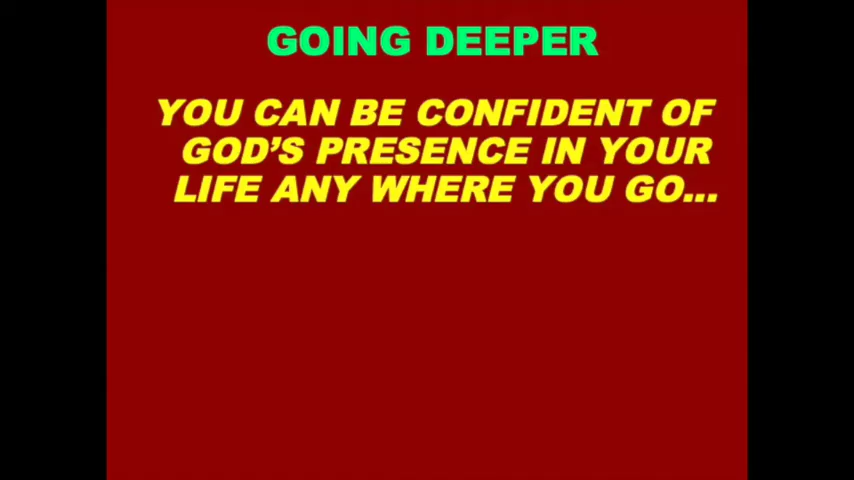 GOING DEEPER
YOU CAN BE CONFIDENT OF
GOD’S PRESENCE IN YOUR
LIFE ANY WHERE YOU GO...